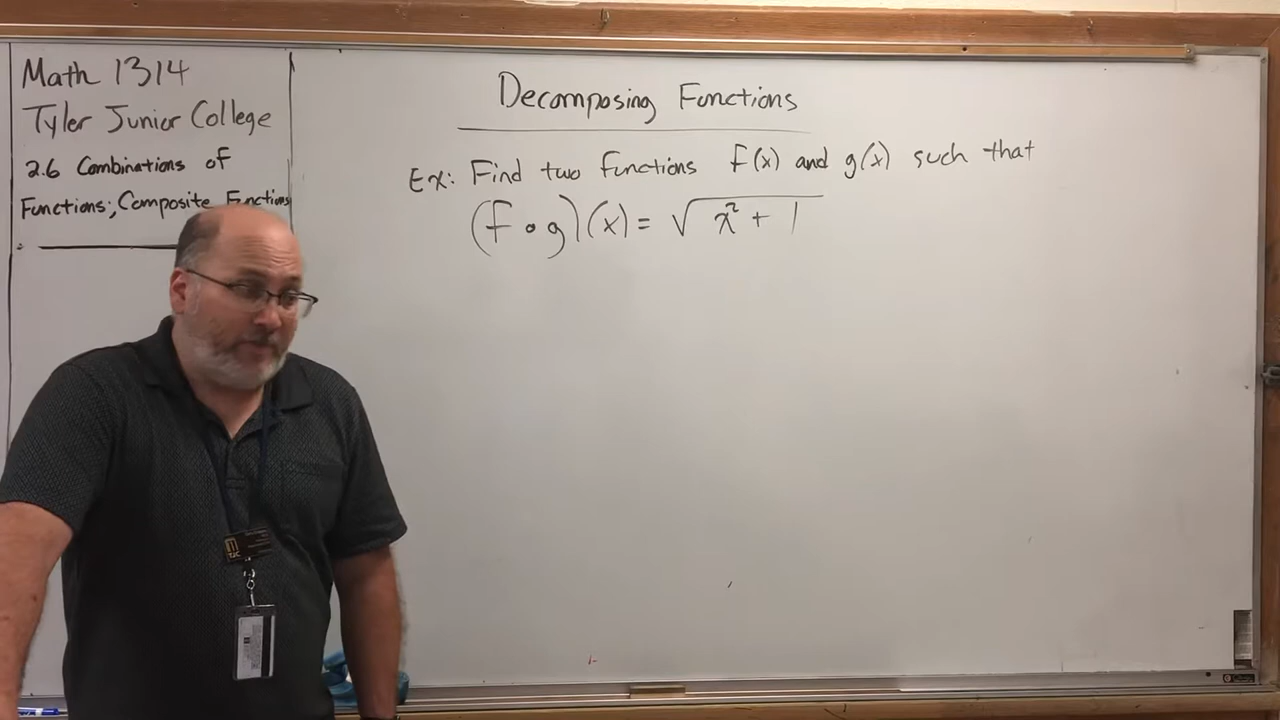 Math 1314
Tyler Junior College
2.6 Combinations of
Functions; Composite Functions
Decomposing Functions
Ex: Find two functions f(x) and g(x) such that
(f∘g)(x) = √x² + 1
TJC